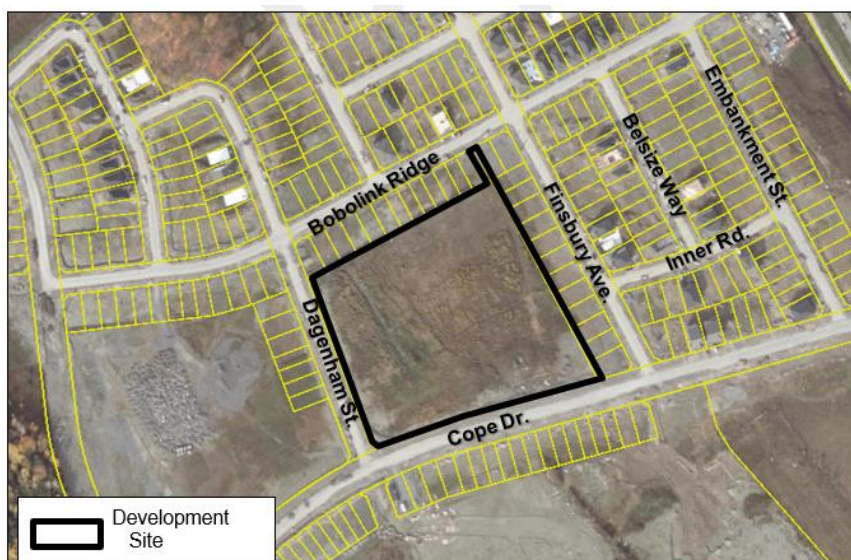 Embankment St.
Belsize Way
Bobolink Ridge
Finsbury Ave.
Inner Rd.
Dagenham St.
Cope Dr.
Development
Site